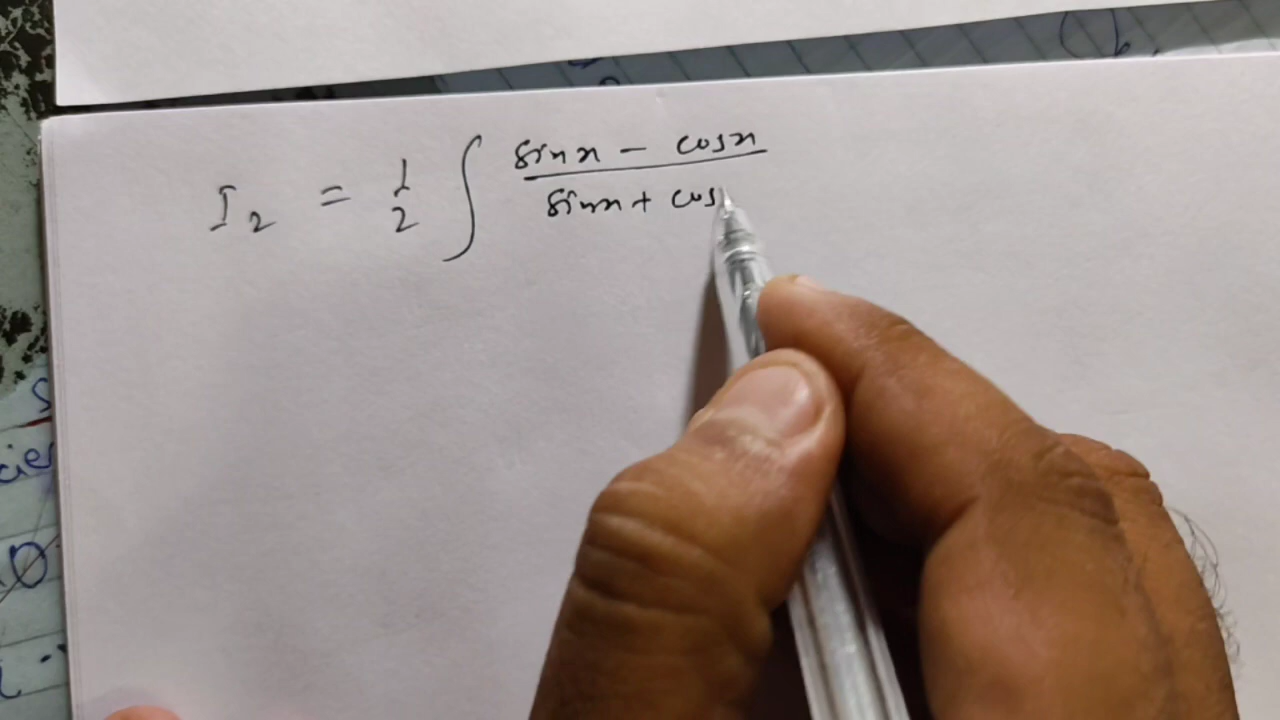 I₂ = 1/2 ∫ (sinx - cosx)/(sinx + cos